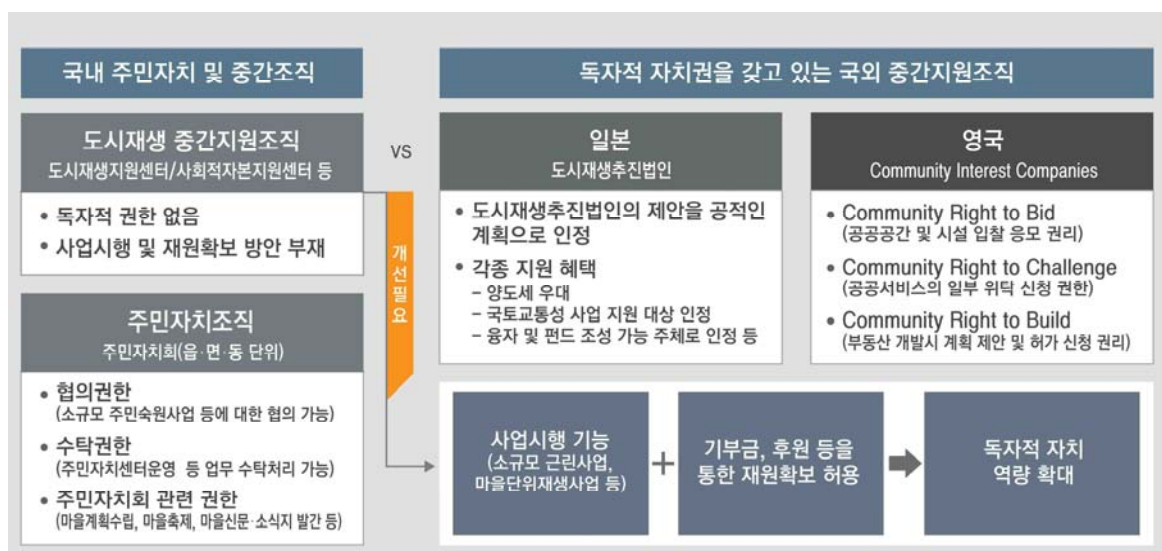 국내 주민자치 및 중간조직
도시재생 중간지원조직
도시재생지원센터/사회적자본지원센터 등
• 독자적 권한 없음
• 사업시행 및 재원확보 방안 부재
주민자치조직
주민자치회(읍·면·동 단위)
• 협의권한
(소규모 주민숙원사업 등에 대한 협의 가능)
• 수탁권한
(주민자치센터운영 등 업무 수탁처리 가능)
• 주민자치회 관련 권한
(마을계획수립, 마을축제, 마을신문·소식지 발간 등)
VS
개선필요
독자적 자치권을 갖고 있는 국외 중간지원조직
일본
도시재생추진법인
• 도시재생추진법인의 제안을 공적인
계획으로 인정
• 각종 지원 혜택
– 양도세 우대
– 국토교통성 사업 지원 대상 인정
– 융자 및 펀드 조성 가능 주체로 인정 등
영국
Community Interest Companies
• Community Right to Bid
(공공공간 및 시설 입찰 응모 권리)
• Community Right to Challenge
(공공서비스의 일부 위탁 신청 권한)
• Community Right to Build
(부동산 개발시 계획 제안 및 허가 신청 권리)
사업시행 기능
(소규모 근린사업,
마을단위재생사업 등)
+
기부금, 후원 등을
통한 재원확보 허용
독자적 자치
역량 확대